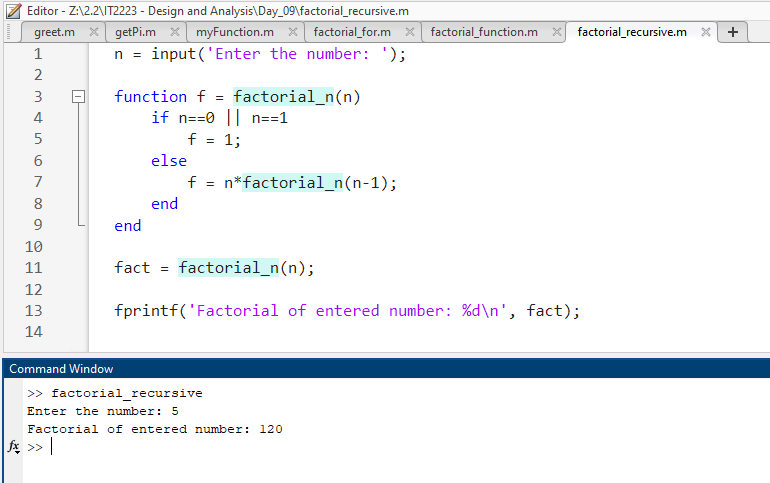 Editor - Z:\2.2\IT2223 - Design and Analysis\Day_09\factorial_recursive.m
greet.m getPi.m myFunction.m factorial_for.m factorial_function.m factorial_recursive.m +
1 n = input('Enter the number: ');
2
3 function f = factorial_n(n)
4 if n==0 || n==1
5 f = 1;
6 else
7 f = n*factorial_n(n-1);
8 end
9 end
10
11 fact = factorial_n(n);
12
13 fprintf('Factorial of entered number: %d\n', fact);
14
Command Window
>> factorial_recursive
Enter the number: 5
Factorial of entered number: 120
fx >>